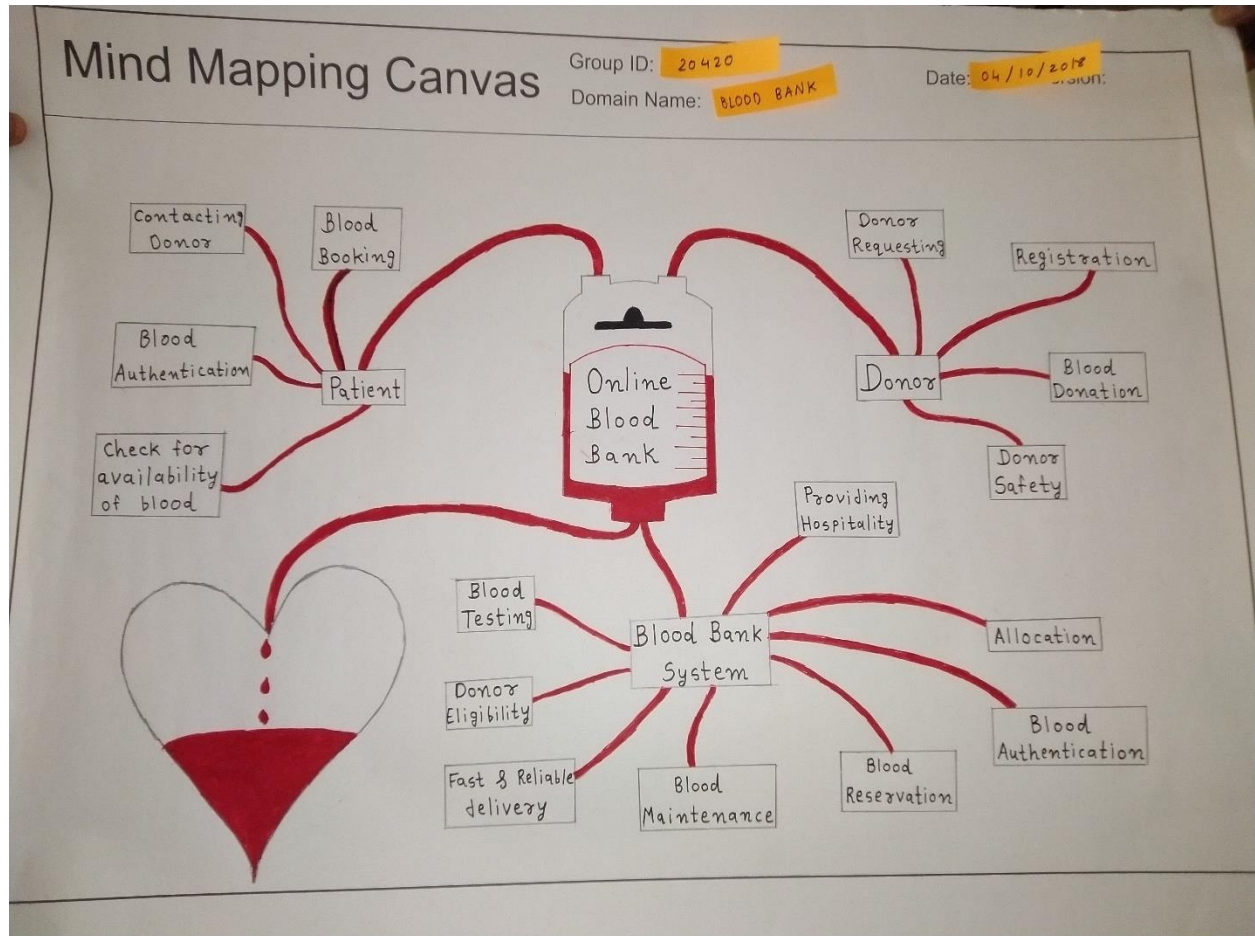 Mind Mapping Canvas
Group ID: 20420
Domain Name: BLOOD BANK
Date: 04/10/2018
Contacting
Donor
Blood
Booking
Blood
Authentication
Patient
Check for
availability
of blood
Online
Blood
Bank
Donor
Requesting
Registration
Donor
Blood
Donation
Donor
Safety
Providing
Hospitality
Blood
Testing
Blood Bank
System
Allocation
Donor
Eligibility
Blood
Authentication
Fast & Reliable
delivery
Blood
Maintenance
Blood
Reservation